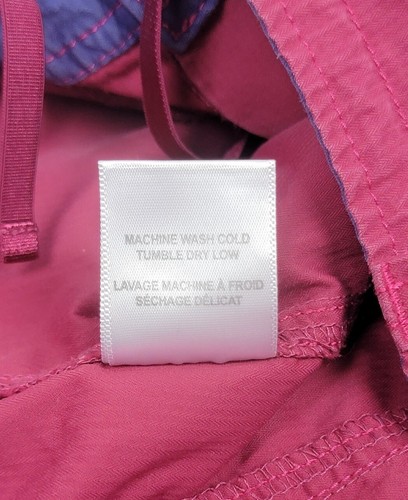 MACHINE WASH COLD
TUMBLE DRY LOW
LAVAGE MACHINE À FROID
SÉCHAGE DÉLICAT